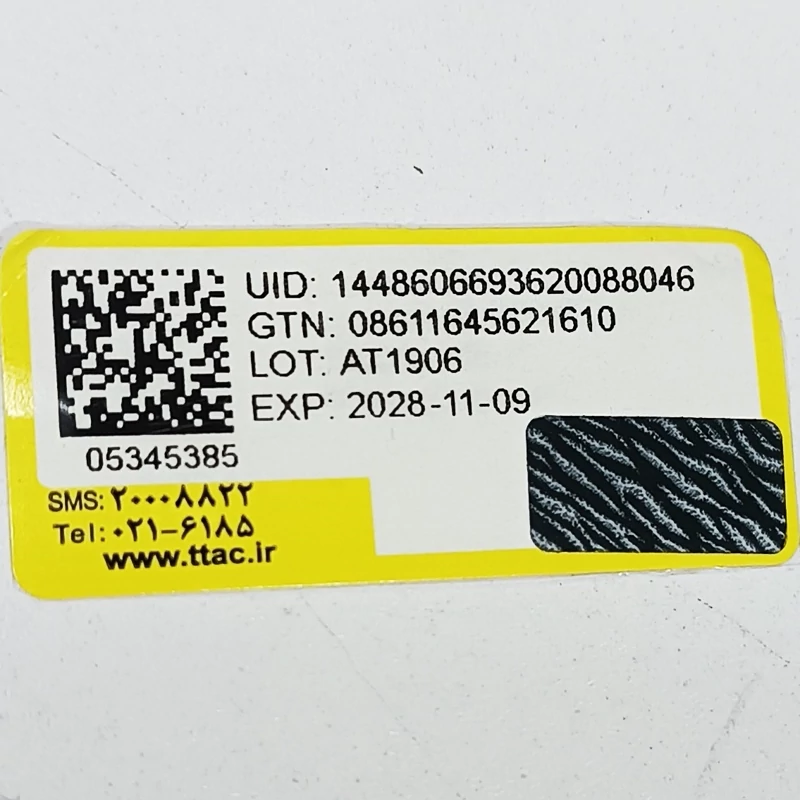 UID: 1448606693620088046
GTN: 08611645621610
LOT: AT1906
EXP: 2028-11-09
05345385
SMS: ۲۰۰۰۸۸۲۲
Tel: ۰۲۱-۶۱۸۵
www.ttac.ir